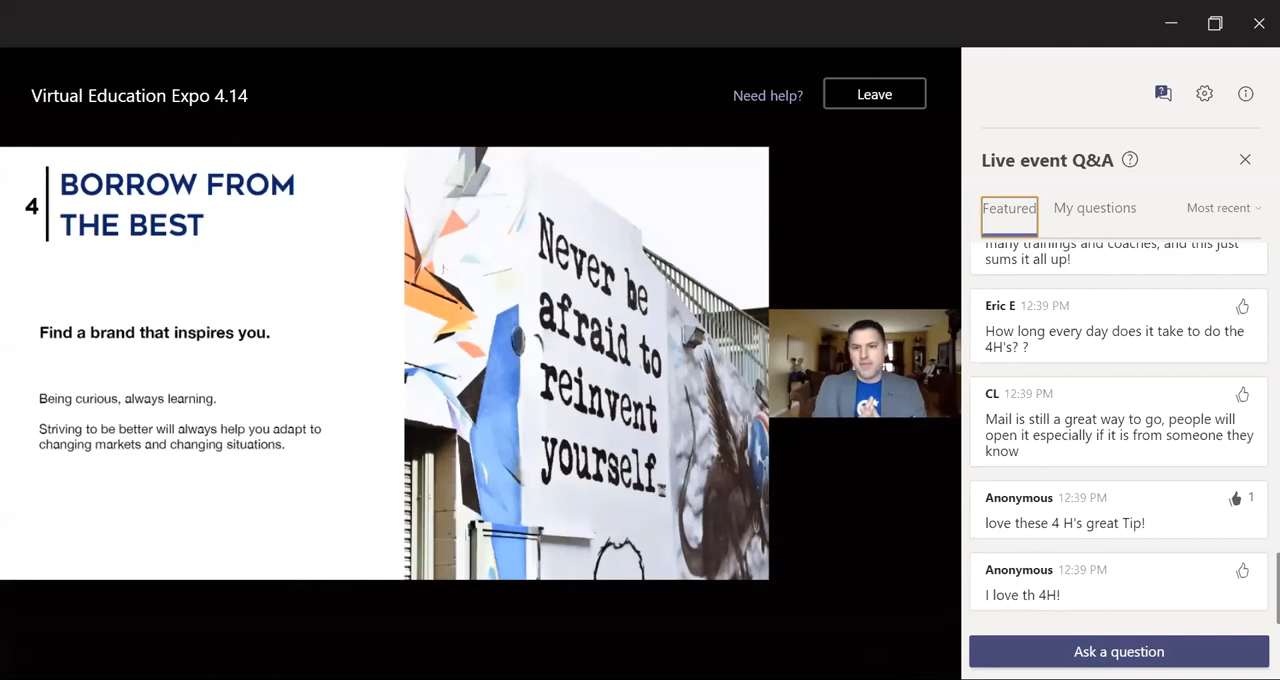 Virtual Education Expo 4.14
Need help?
Leave
4
BORROW FROM
THE BEST
Find a brand that inspires you.
Being curious, always learning.
Striving to be better will always help you adapt to
changing markets and changing situations.
Never be
afraid to
reinvent
yourself.
Live event Q&A
Featured
My questions
Most recent
many trainings and coaches, and this just
sums it all up!
Eric E 12:39 PM
How long every day does it take to do the
4H's? ?
CL 12:39 PM
Mail is still a great way to go, people will
open it especially if it is from someone they
know
Anonymous 12:39 PM
1
love these 4 H's great Tip!
Anonymous 12:39 PM
I love th 4H!
Ask a question